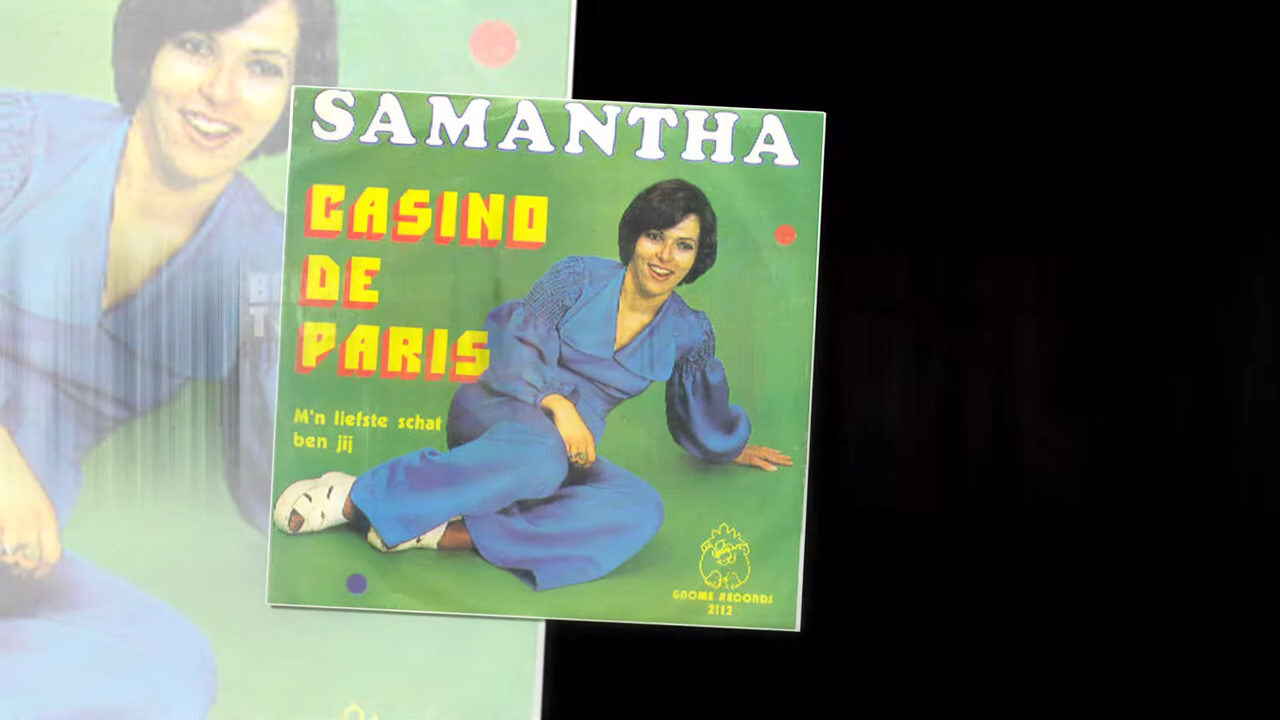 SAMANTHA
CASINO
DE
PARIS
M'n liefste schat
ben jij
GNOME RECORDS
2112